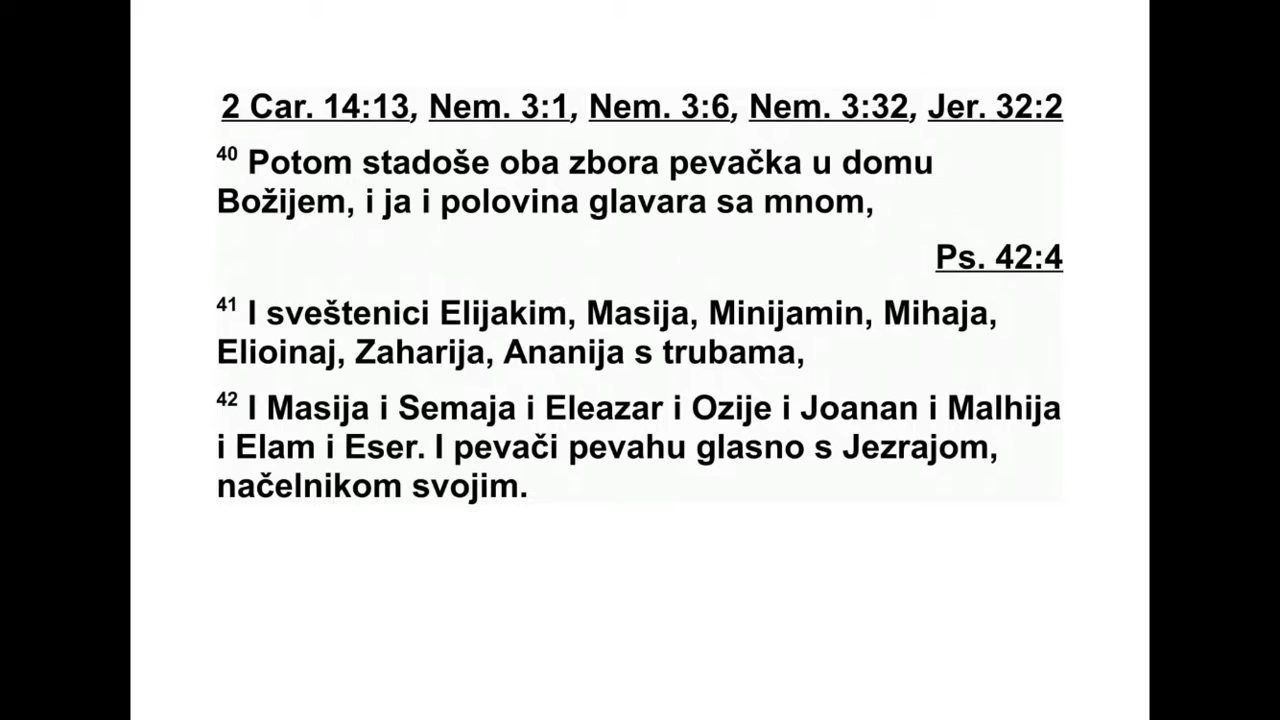 2 Car. 14:13, Nem. 3:1, Nem. 3:6, Nem. 3:32, Jer. 32:2
40 Potom stadoše oba zbora pevačka u domu
Božijem, i ja i polovina glavara sa mnom,
Ps. 42:4
41 I sveštenici Elijakim, Masija, Minijamin, Mihaja,
Elioinaj, Zaharija, Ananija s trubama,
42 I Masija i Semaja i Eleazar i Ozije i Joanan i Malhija
i Elam i Eser. I pevači pevahu glasno s Jezrajom,
načelnikom svojim.